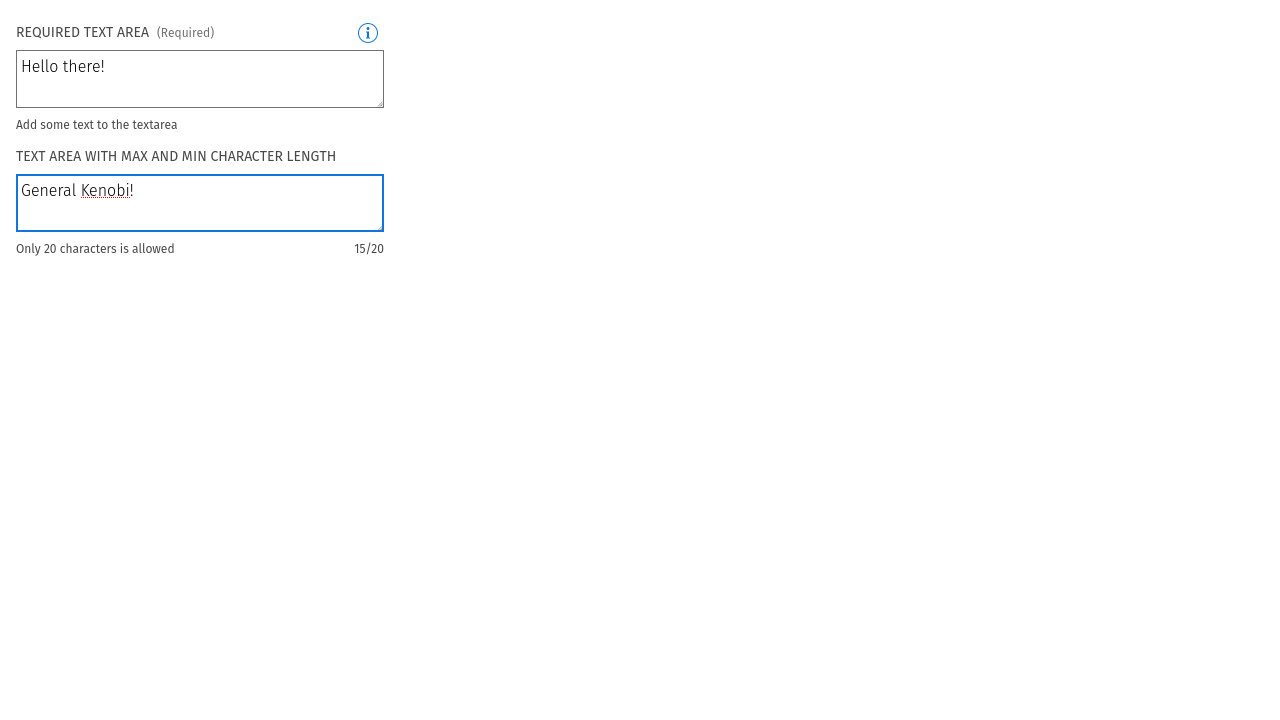 REQUIRED TEXT AREA (Required)
Hello there!
Add some text to the textarea
TEXT AREA WITH MAX AND MIN CHARACTER LENGTH
General Kenobi!
Only 20 characters is allowed 15/20